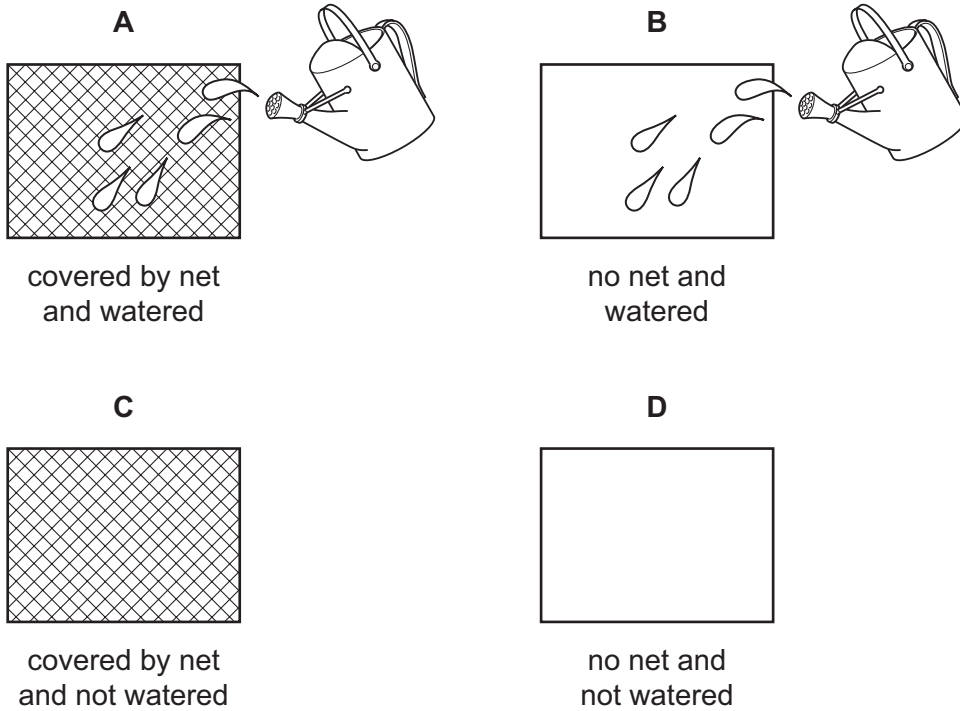 A
B
covered by net
and watered
no net and
watered
C
D
covered by net
and not watered
no net and
not watered